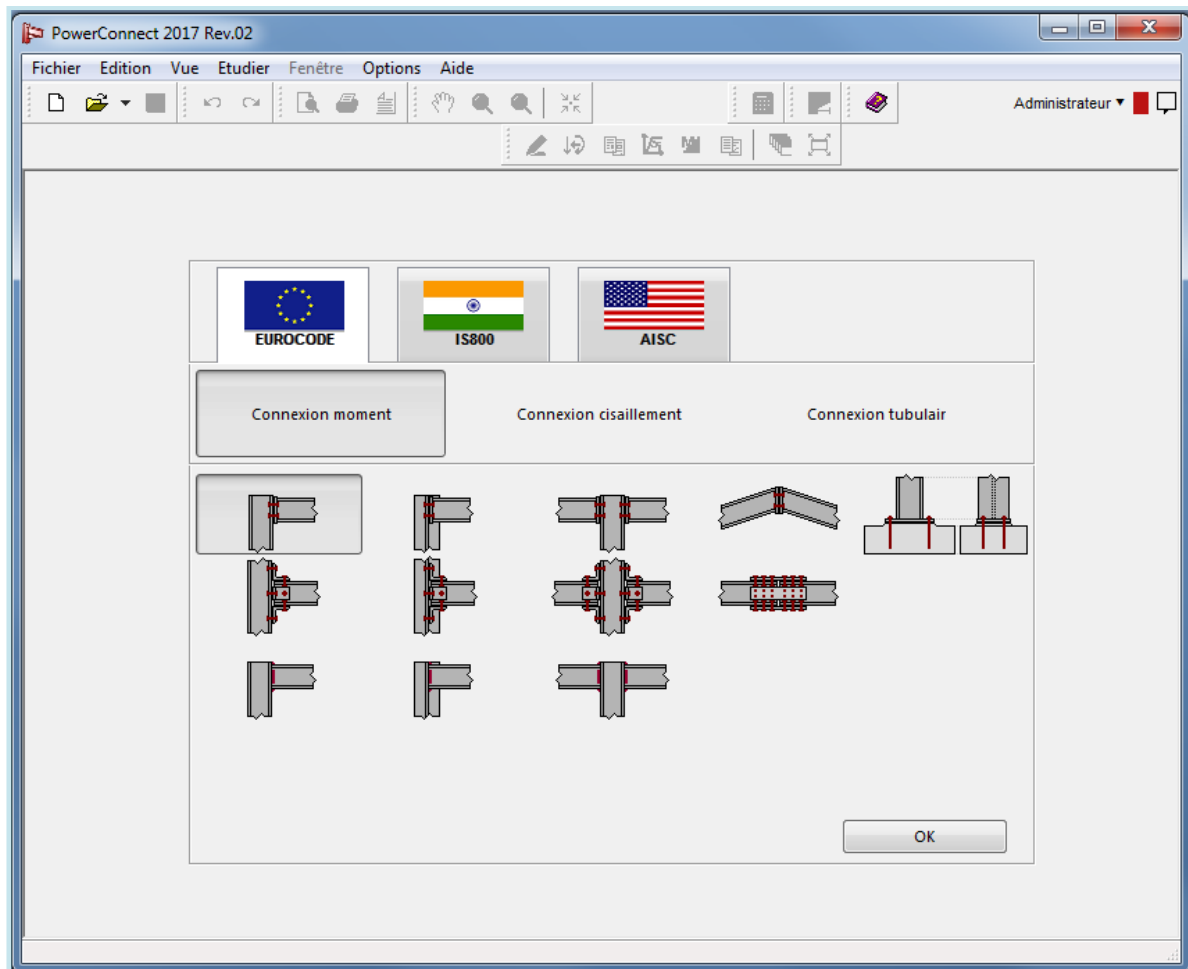 PowerConnect 2017 Rev.02
Fichier Edition Vue Etudier Fenêtre Options Aide
Administrateur
EUROCODE IS800 AISC
Connexion moment Connexion cisaillement Connexion tubulair
OK